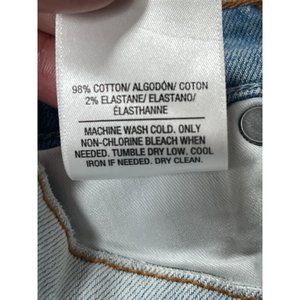 98% COTTON/ ALGODÓN/ COTON
2% ELASTANE/ ELASTANO/
ÉLASTHANNE
MACHINE WASH COLD. ONLY
NON-CHLORINE BLEACH WHEN
NEEDED. TUMBLE DRY LOW. COOL
IRON IF NEEDED. DRY CLEAN.